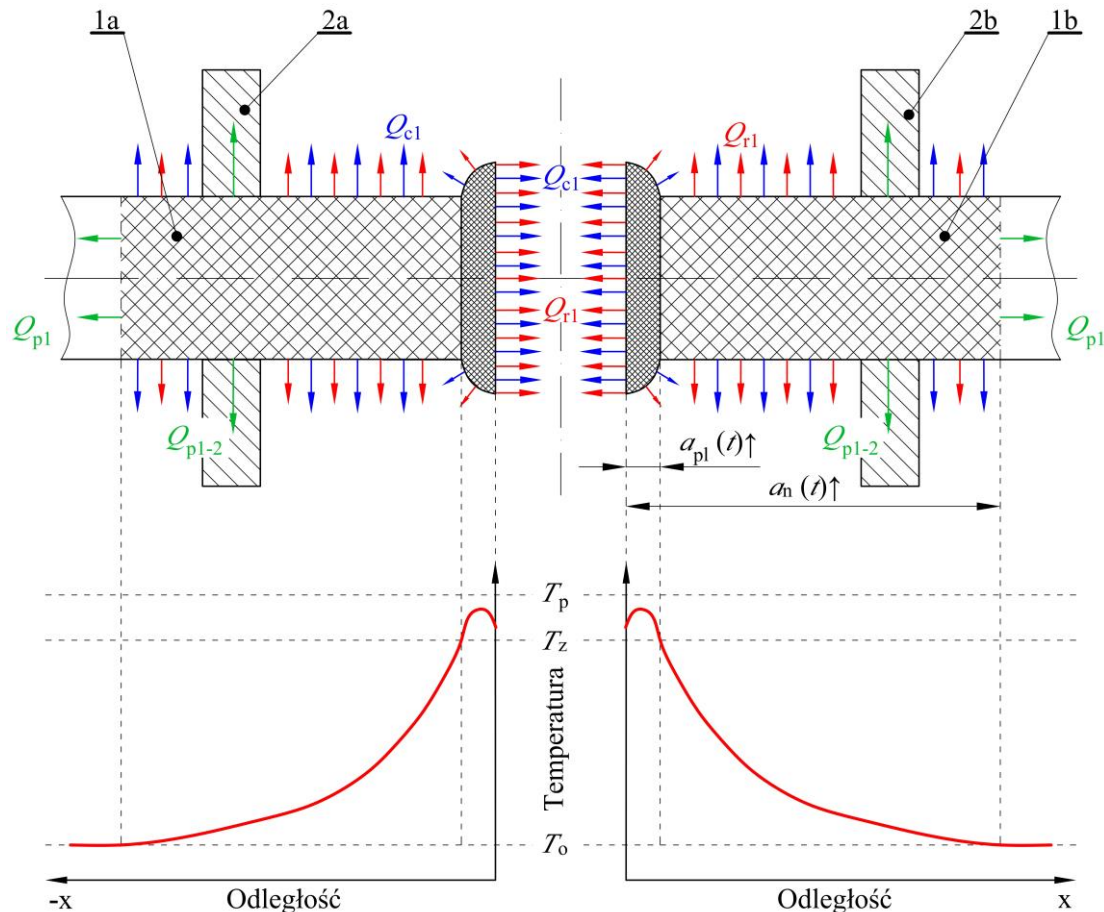 1a
2a
2b
1b
Qc1
Qr1
Qc1
Qr1
Qp1
Qp1
Qp1-2
Qp1-2
apl (t)↑
an (t)↑
Tp
Tz
Temperatura
To
-x
Odległość
Odległość
x